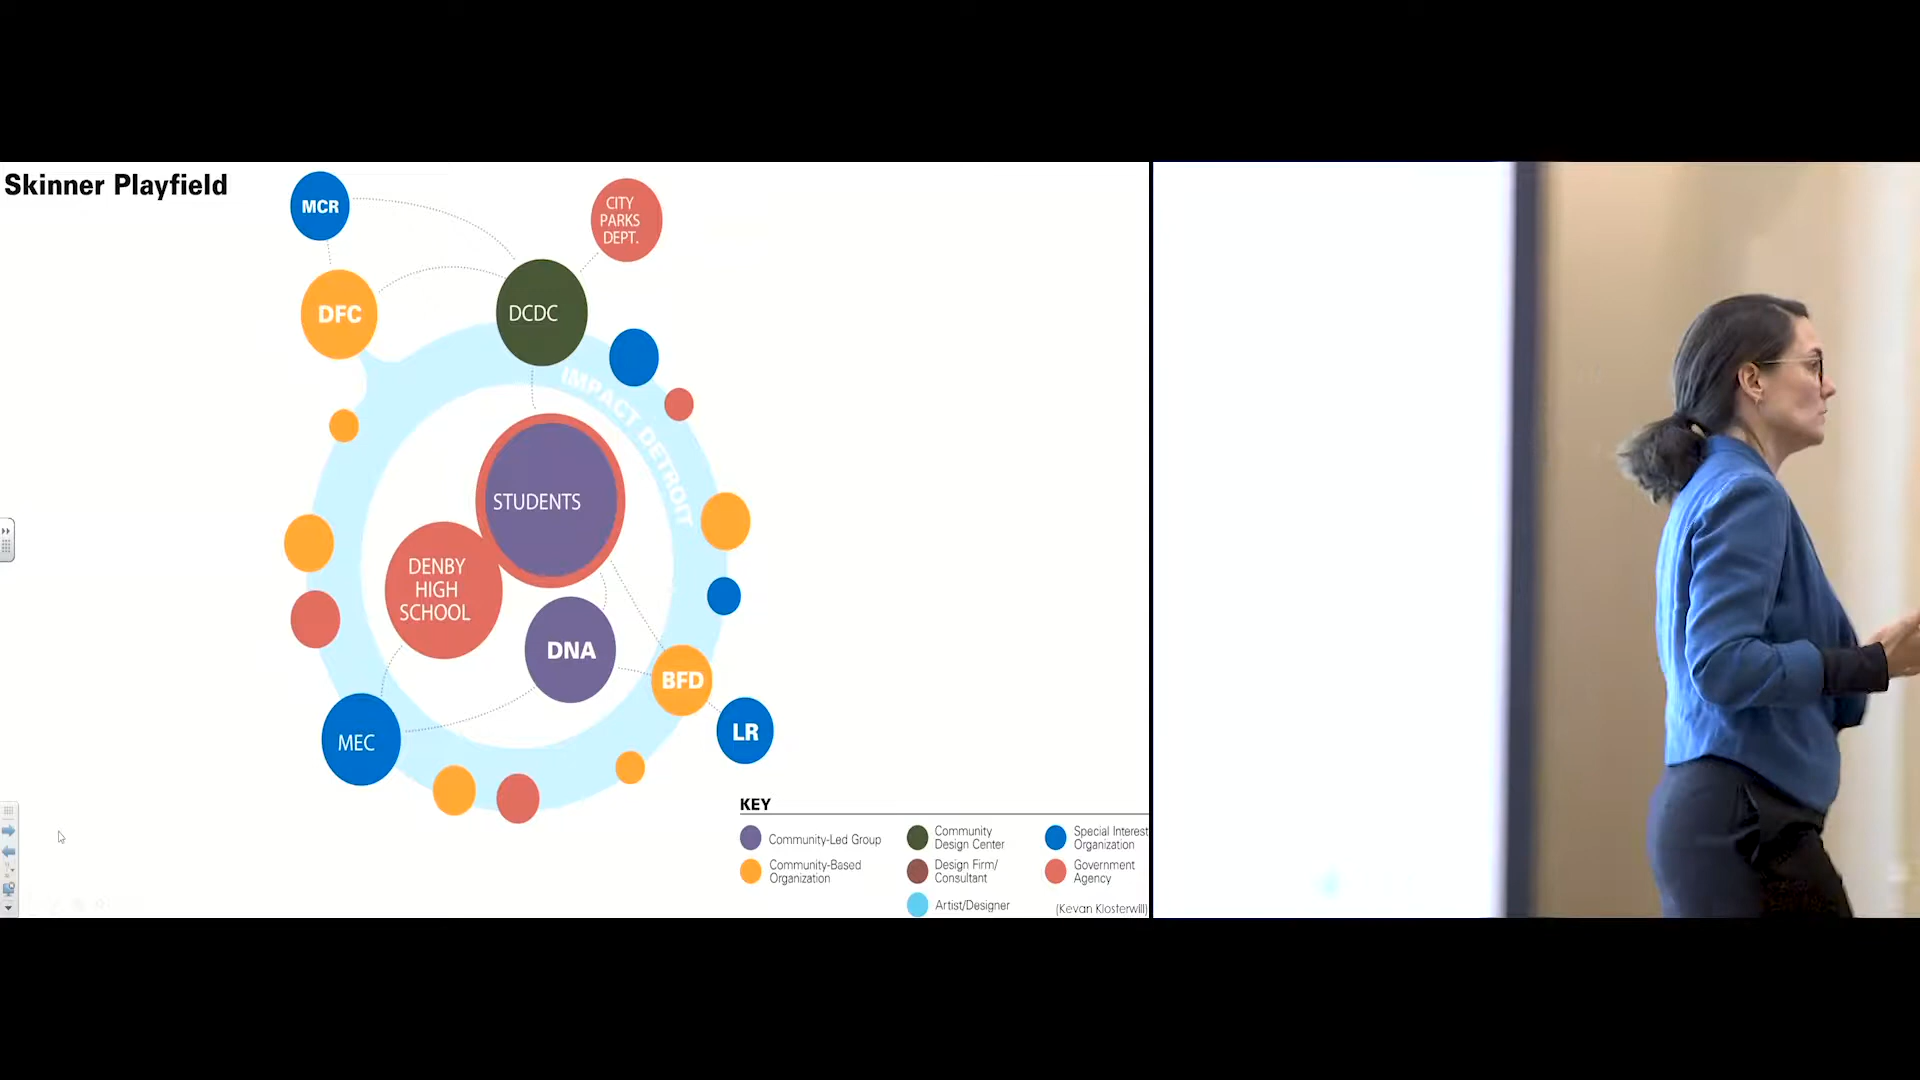 Skinner Playfield
MCR
CITY
PARKS
DEPT.
DFC
DCDC
IMPACT DETROIT
STUDENTS
DENBY
HIGH
SCHOOL
DNA
BFD
LR
MEC
KEY
Community-Led Group
Community
Design Center
Special Interest
Organization
Community-Based
Organization
Design Firm/
Consultant
Government
Agency
Artist/Designer
(Kevan Klosterwill)